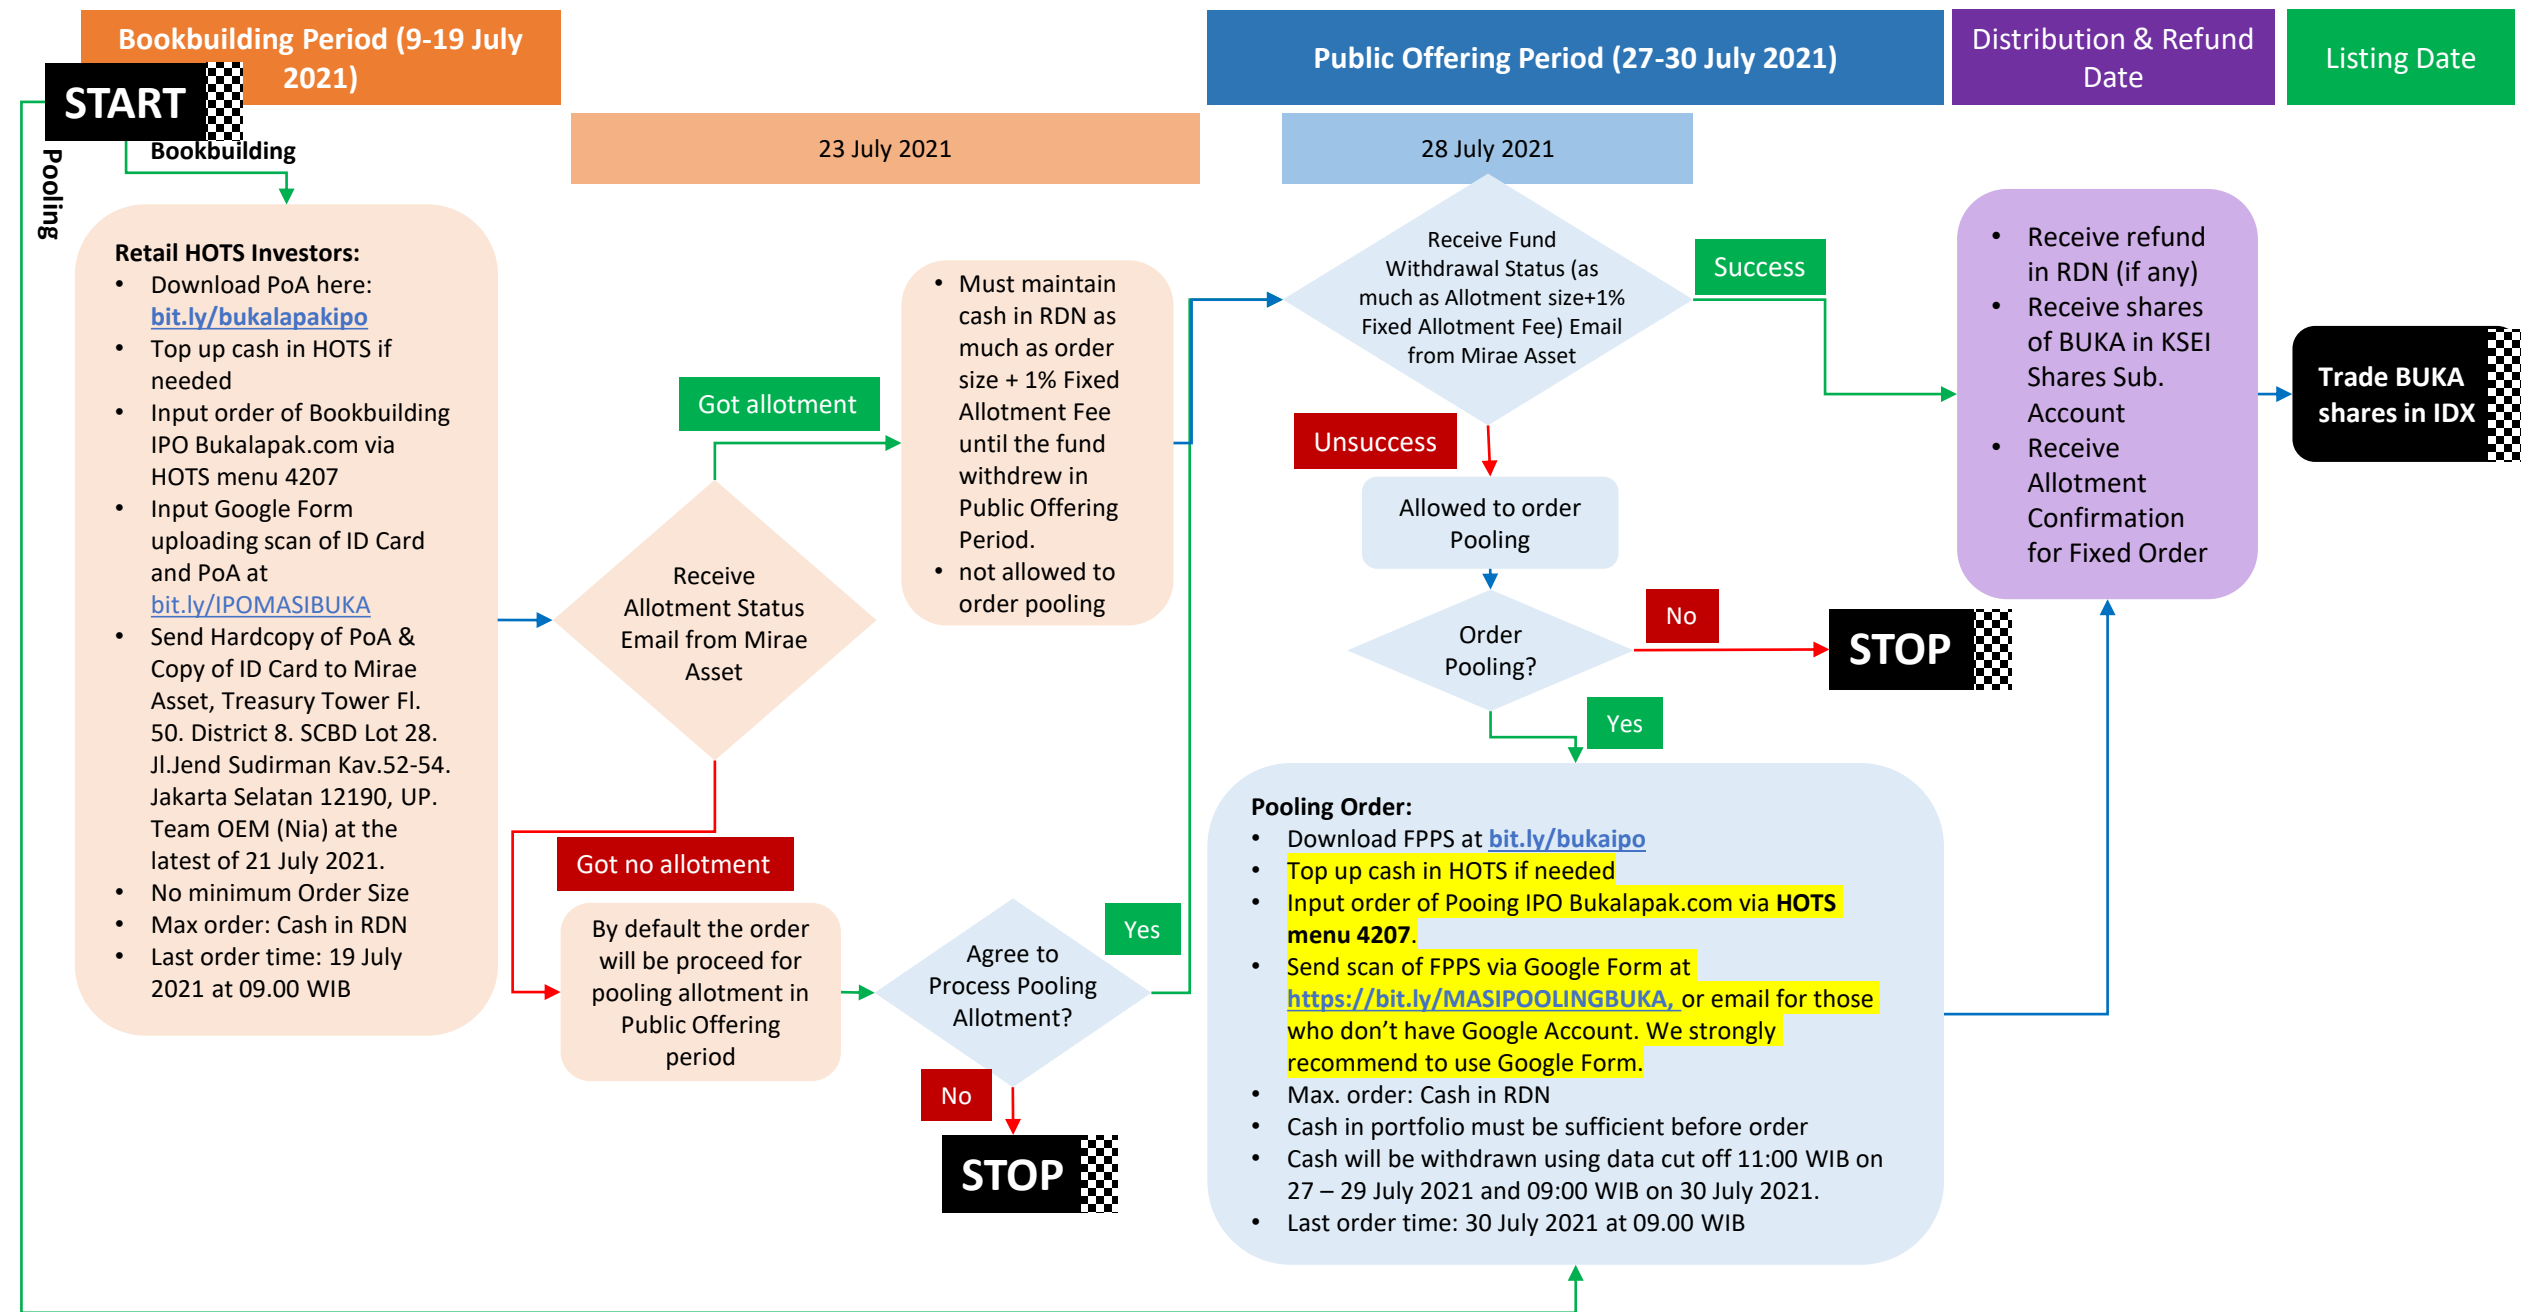 Bookbuilding Period (9-19 July
2021)
Public Offering Period (27-30 July 2021)
Distribution & Refund
Date
Listing Date
START
Pooling
Bookbuilding
23 July 2021
28 July 2021
Retail HOTS Investors:
• Download PoA here:
bit.ly/bukalapakipo
• Top up cash in HOTS if
needed
• Input order of Bookbuilding
IPO Bukalapak.com via
HOTS menu 4207
• Input Google Form
uploading scan of ID Card
and PoA at
bit.ly/IPOMASIBUKA
• Send Hardcopy of PoA &
Copy of ID Card to Mirae
Asset, Treasury Tower Fl.
50. District 8. SCBD Lot 28.
Jl.Jend Sudirman Kav.52-54.
Jakarta Selatan 12190, UP.
Team OEM (Nia) at the
latest of 21 July 2021.
• No minimum Order Size
• Max order: Cash in RDN
• Last order time: 19 July
2021 at 09.00 WIB
Receive
Allotment Status
Email from Mirae
Asset
Got allotment
• Must maintain
cash in RDN as
much as order
size + 1% Fixed
Allotment Fee
until the fund
withdrew in
Public Offering
Period.
• not allowed to
order pooling
Got no allotment
By default the order
will be proceed for
pooling allotment in
Public Offering
period
Agree to
Process Pooling
Allotment?
Yes
No
STOP
Receive Fund
Withdrawal Status (as
much as Allotment size+1%
Fixed Allotment Fee) Email
from Mirae Asset
Success
Unsuccess
Allowed to order
Pooling
Order
Pooling?
No
STOP
Yes
Pooling Order:
• Download FPPS at bit.ly/bukaipo
• Top up cash in HOTS if needed
• Input order of Pooing IPO Bukalapak.com via HOTS
menu 4207.
• Send scan of FPPS via Google Form at
https://bit.ly/MASIPOOLINGBUKA, or email for those
who don’t have Google Account. We strongly
recommend to use Google Form.
• Max. order: Cash in RDN
• Cash in portfolio must be sufficient before order
• Cash will be withdrawn using data cut off 11:00 WIB on
27 – 29 July 2021 and 09:00 WIB on 30 July 2021.
• Last order time: 30 July 2021 at 09.00 WIB
• Receive refund
in RDN (if any)
• Receive shares
of BUKA in KSEI
Shares Sub.
Account
• Receive
Allotment
Confirmation
for Fixed Order
Trade BUKA
shares in IDX